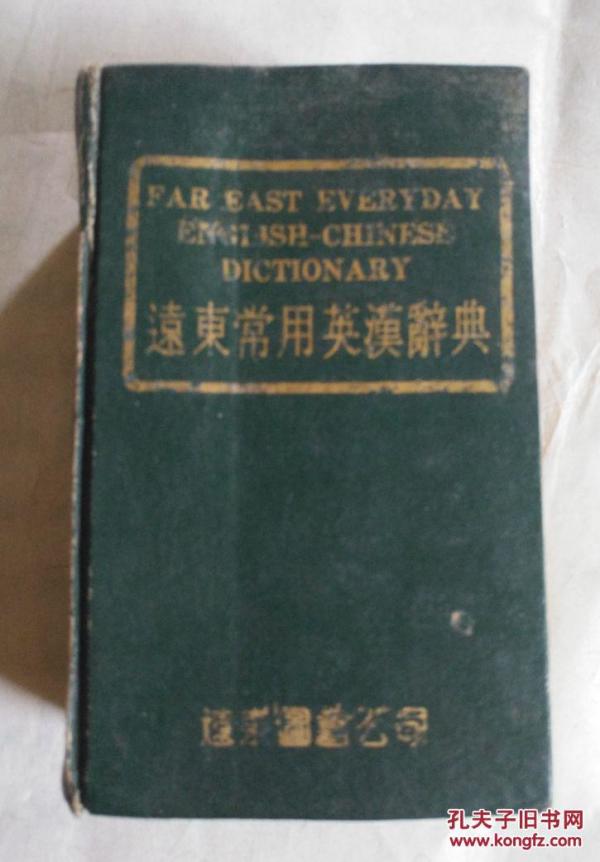 FAR EAST EVERYDAY
ENGLISH-CHINESE
DICTIONARY
遠東常用英漢辭典
遠東圖書公司
孔夫子旧书网
www.kongfz.com